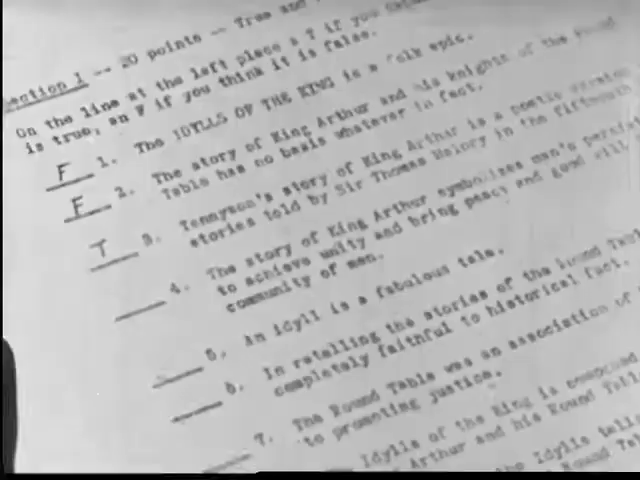 Section 1 -- 20 points -- True and
On the line at the left place a T if you
is true, an F if you think it is false.
F 1. The IDYLLS OF THE KING is a folk epic.
F 2. The story of King Arthur and his knights of the Round
Table has no basis whatever in fact.
T 3. Tennyson's story of King Arthur is a poetic version
stories told by Sir Thomas Malory in the fifteenth
4. The story of King Arthur symbolizes man's
to achieve unity and bring peace and good will
community of men.
5. An idyll is a fabulous tale.
6. In retelling the stories of the Round
completely faithful to historical fact.
7. The Round Table was an association of
to promoting justice.
Idylls of the King is composed
Arthur and his Round
the Idylls